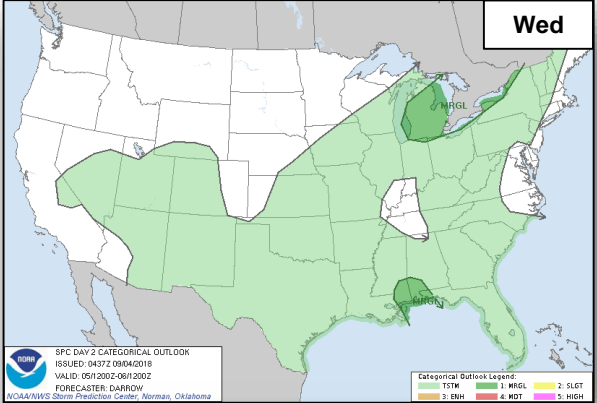 Wed
MRGL
MRGL
SPC DAY 2 CATEGORICAL OUTLOOK
ISSUED: 0437Z 09/04/2018
VALID: 05/1200Z-06/1200Z
FORECASTER: DARROW
NOAA/NWS Storm Prediction Center, Norman, Oklahoma
NOAA
Categorical Outlook Legend:
TSTM 1: MRGL 2: SLGT
3: ENH 4: MDT 5: HIGH